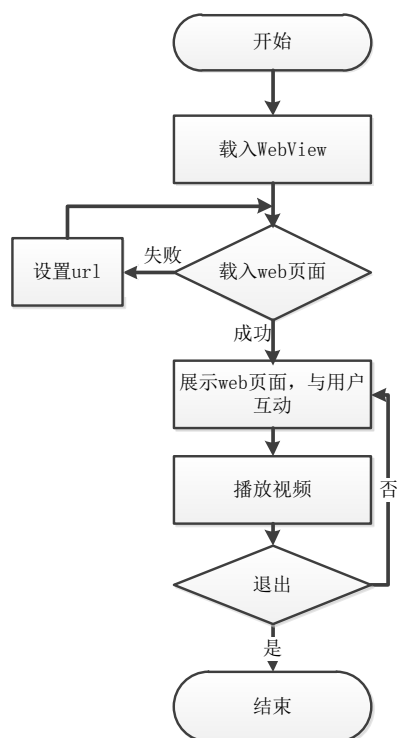 开始
载入WebView
失败
设置url
载入web页面
成功
展示web页面，与用户
互动
播放视频
否
退出
是
结束